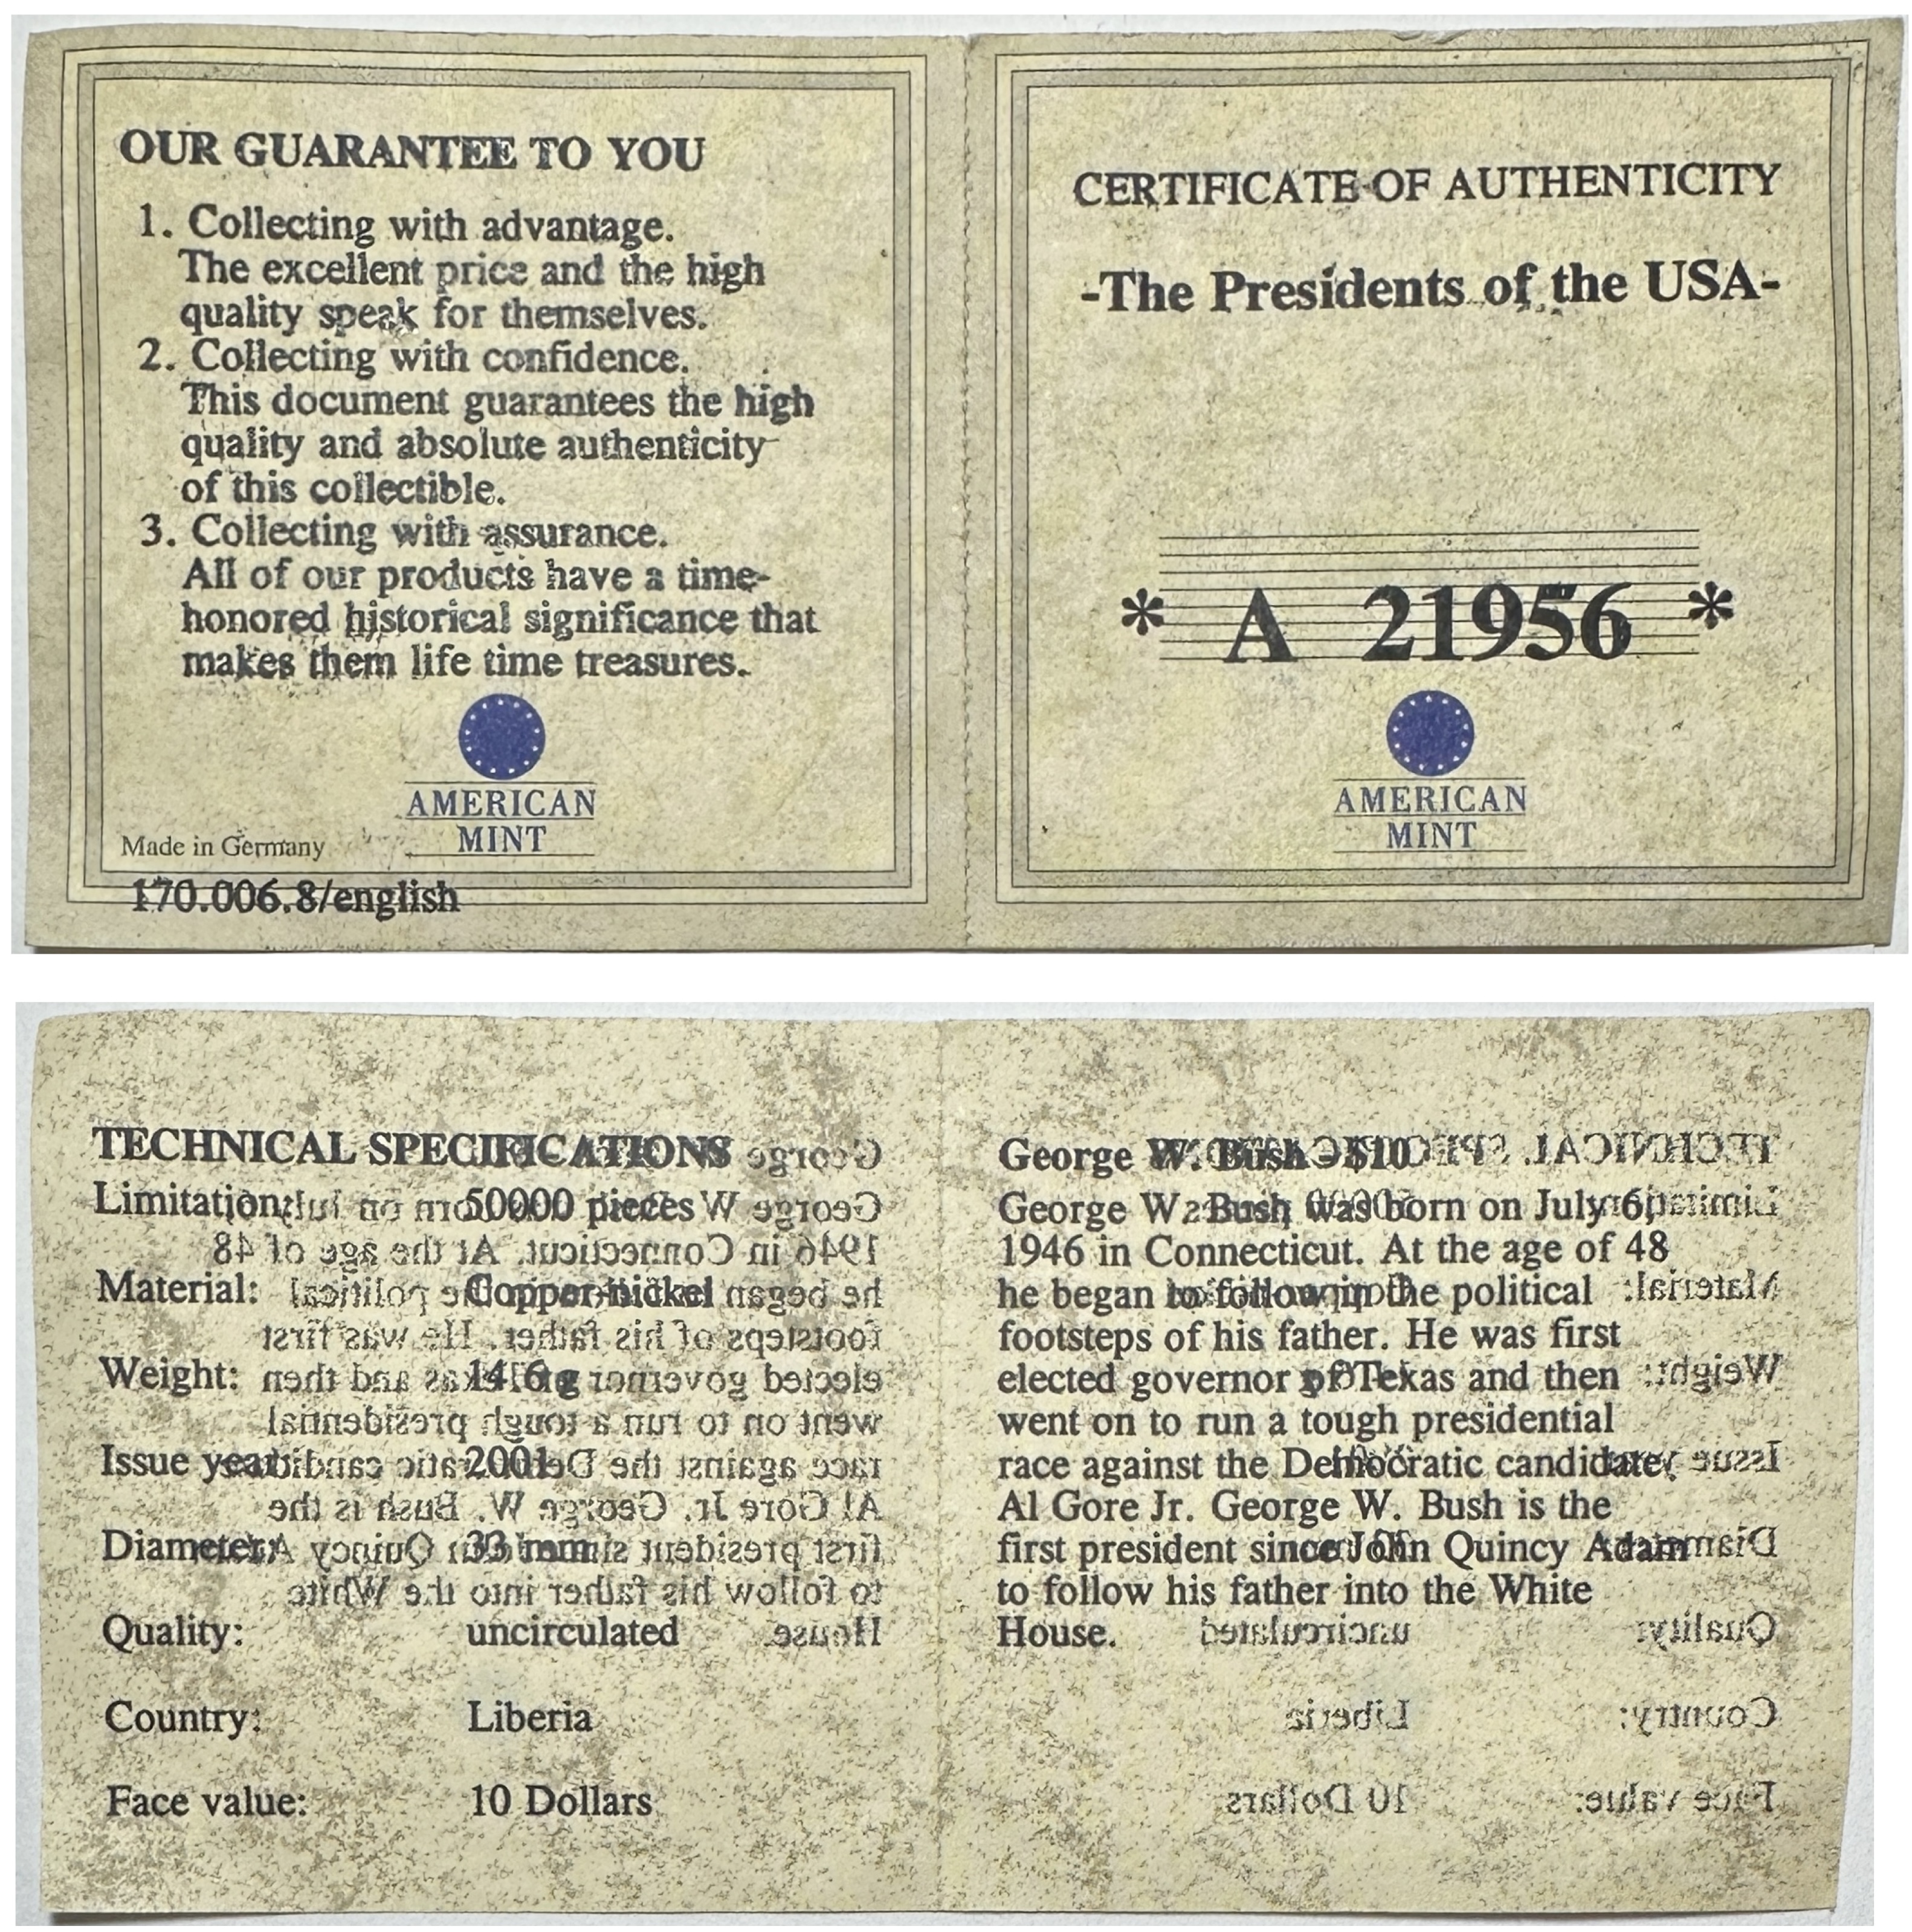 OUR GUARANTEE TO YOU
1. Collecting with advantage.
The excellent price and the high
quality speak for themselves.
2. Collecting with confidence.
This document guarantees the high
quality and absolute authenticity
of this collectible.
3. Collecting with assurance.
All of our products have a time-
honored historical significance that
makes them life time treasures.
AMERICAN
MINT
Made in Germany
170.006.8/english
CERTIFICATE OF AUTHENTICITY
-The Presidents of the USA-
* A 21956 *
AMERICAN
MINT
TECHNICAL SPECIFICATIONS
Limitation: 50000 pieces
Material: Copper-nickel
Weight: 14.6 g
Issue year: 2001
Diameter: 33 mm
Quality: uncirculated
Country: Liberia
Face value: 10 Dollars
George W. Bush - $10
George W. Bush was born on July 6,
1946 in Connecticut. At the age of 48
he began to follow in the political
footsteps of his father. He was first
elected governor of Texas and then
went on to run a tough presidential
race against the Democratic candidate,
Al Gore Jr. George W. Bush is the
first president since John Quincy Adam
to follow his father into the White
House.